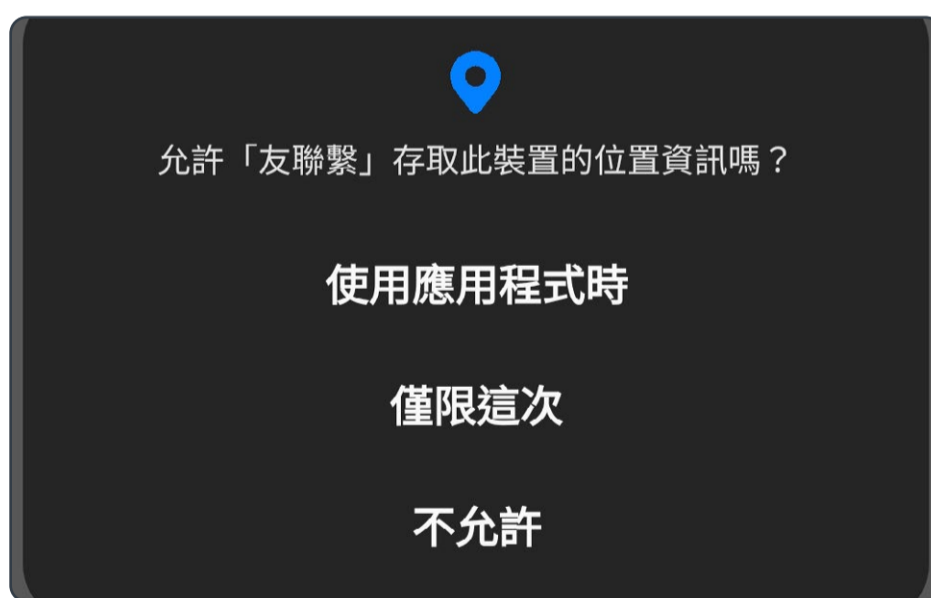 允許「友聯繫」存取此裝置的位置資訊嗎？
使用應用程式時
僅限這次
不允許